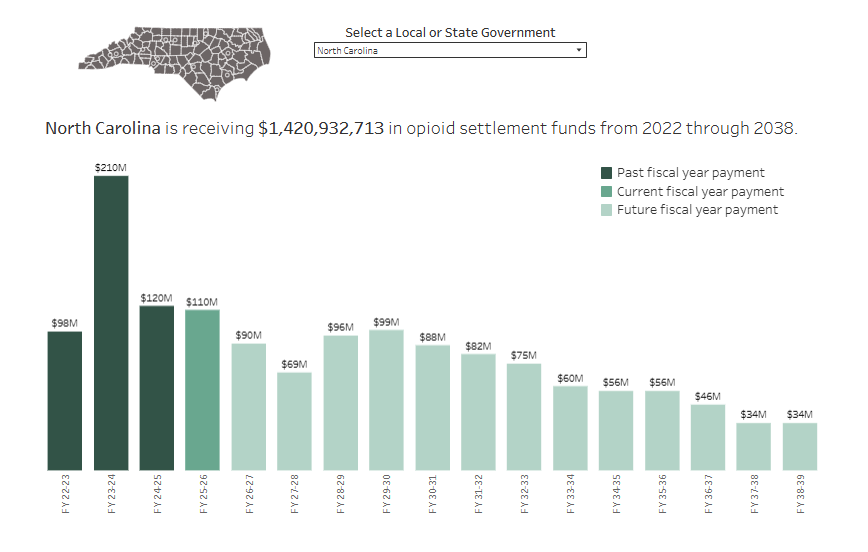 Select a Local or State Government
North Carolina
North Carolina is receiving $1,420,932,713 in opioid settlement funds from 2022 through 2038.
Past fiscal year payment
Current fiscal year payment
Future fiscal year payment
$98M
$210M
$120M
$110M
$90M
$69M
$96M
$99M
$88M
$82M
$75M
$60M
$56M
$56M
$46M
$34M
$34M
FY 22-23
FY 23-24
FY 24-25
FY 25-26
FY 26-27
FY 27-28
FY 28-29
FY 29-30
FY 30-31
FY 31-32
FY 32-33
FY 33-34
FY 34-35
FY 35-36
FY 36-37
FY 37-38
FY 38-39